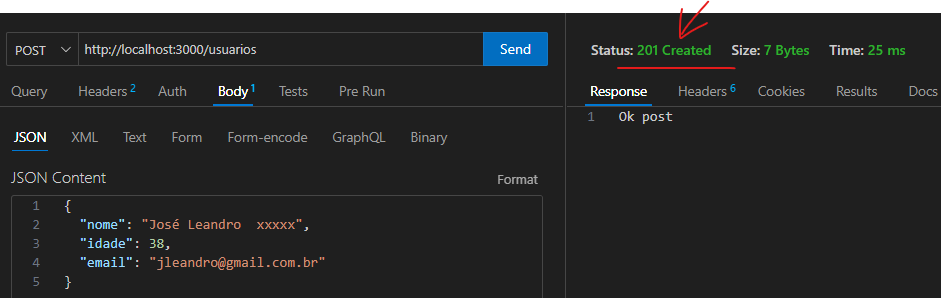 POST http://localhost:3000/usuarios Send
Query Headers 2 Auth Body 1 Tests Pre Run
JSON XML Text Form Form-encode GraphQL Binary
JSON Content Format
1 {
2 "nome": "José Leandro  xxxxx",
3 "idade": 38,
4 "email": "jleandro@gmail.com.br"
5 }
Status: 201 Created Size: 7 Bytes Time: 25 ms
Response Headers 6 Cookies Results Docs
1 Ok post